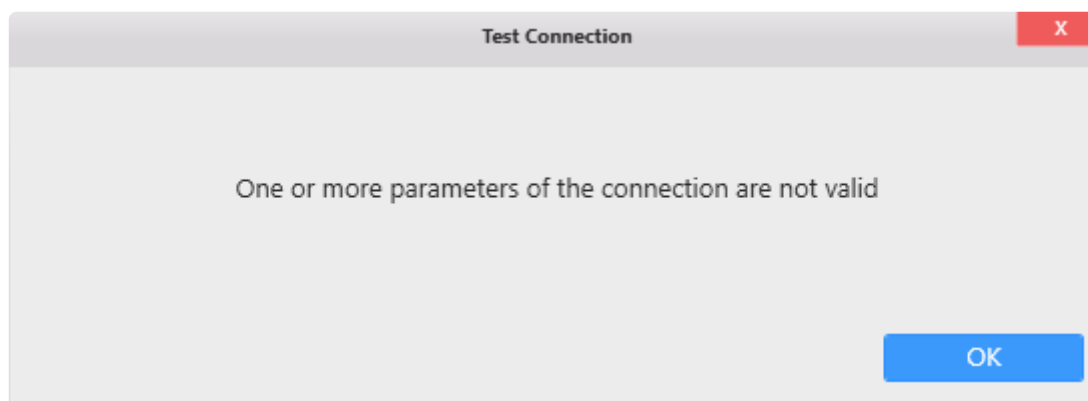 Test Connection
X
One or more parameters of the connection are not valid
OK